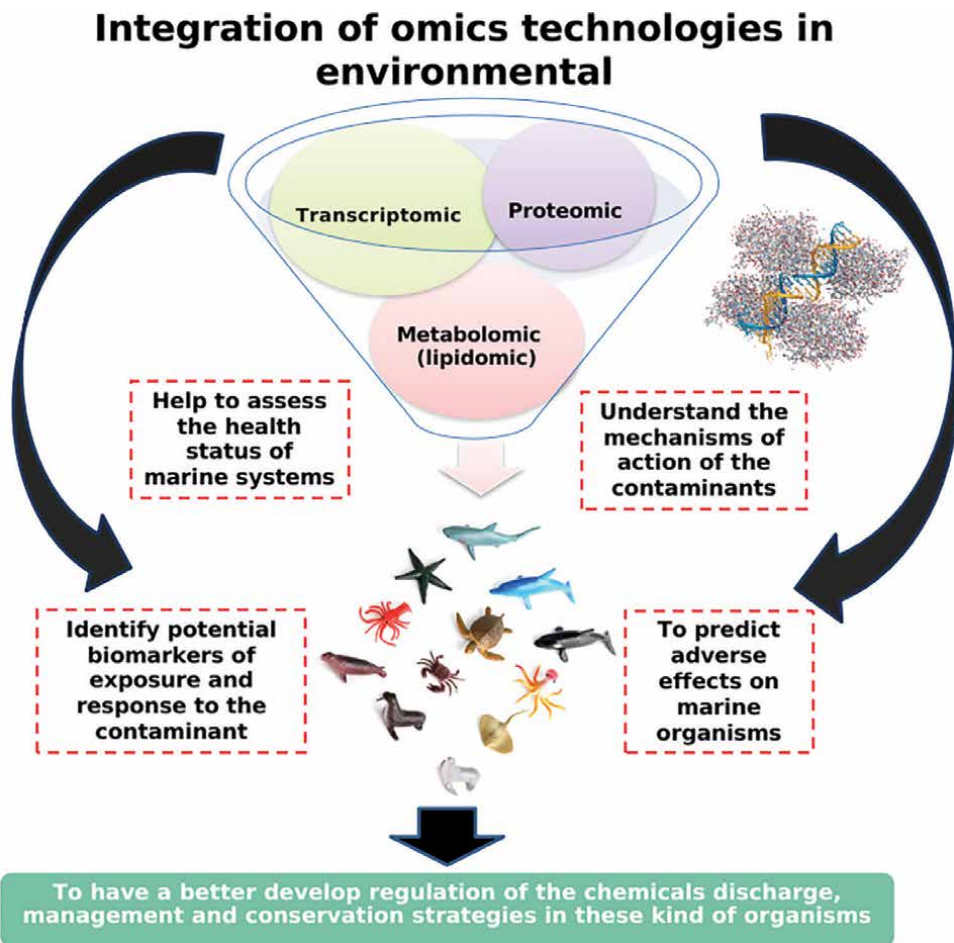 Integration of omics technologies in
environmental
Transcriptomic
Proteomic
Metabolomic
(lipidomic)
Help to assess
the health
status of
marine systems
Understand the
mechanisms of
action of the
contaminants
Identify potential
biomarkers of
exposure and
response to the
contaminant
To predict
adverse
effects on
marine
organisms
To have a better develop regulation of the chemicals discharge,
management and conservation strategies in these kind of organisms